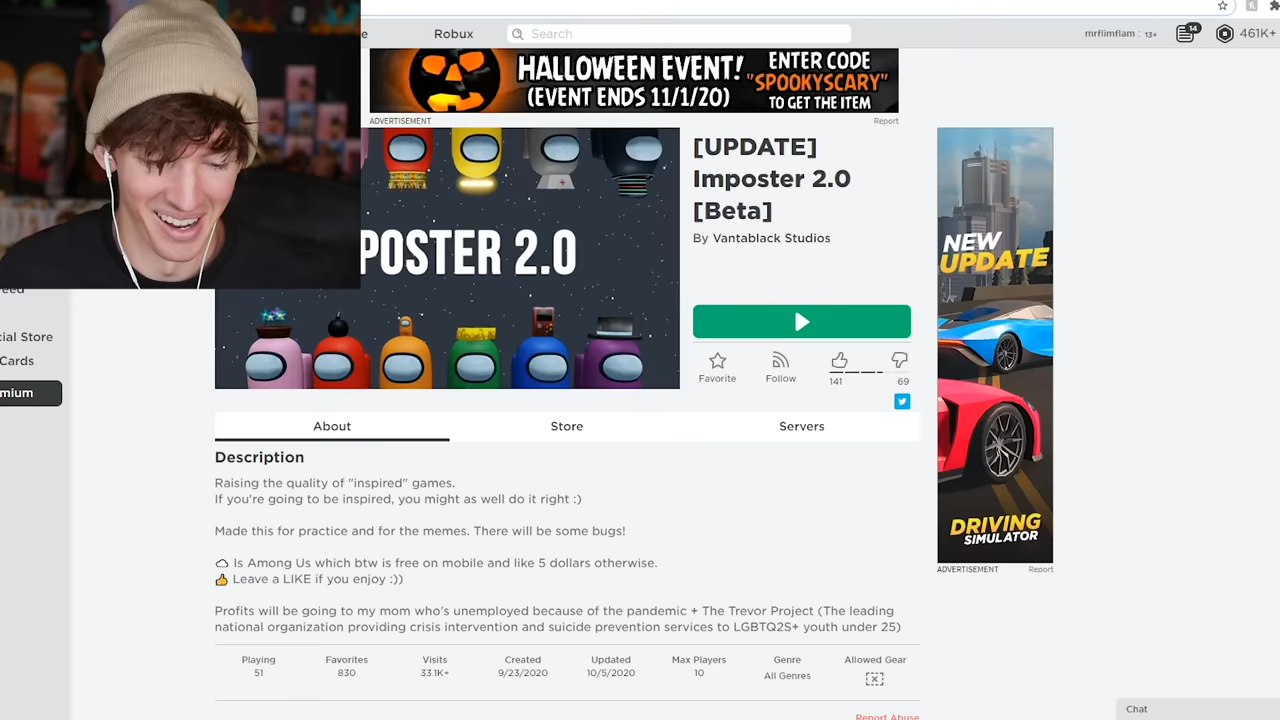 e
Robux
Search
mrflimflam : 13+
14
461K+
HALLOWEEN EVENT!
(EVENT ENDS 11/1/20)
ENTER CODE
"SPOOKYSCARY"
TO GET THE ITEM
ADVERTISEMENT
Report
POSTER 2.0
[UPDATE]
Imposter 2.0
[Beta]
By Vantablack Studios
Favorite
Follow
141
69
NEW
UPDATE
DRIVING
SIMULATOR
ADVERTISEMENT
Report
eed
cial Store
Cards
mium
About
Store
Servers
Description
Raising the quality of "inspired" games.
If you're going to be inspired, you might as well do it right :)
Made this for practice and for the memes. There will be some bugs!
Is Among Us which btw is free on mobile and like 5 dollars otherwise.
👍 Leave a LIKE if you enjoy :))
Profits will be going to my mom who's unemployed because of the pandemic + The Trevor Project (The leading
national organization providing crisis intervention and suicide prevention services to LGBTQ2S+ youth under 25)
Playing
51
Favorites
830
Visits
33.1K+
Created
9/23/2020
Updated
10/5/2020
Max Players
10
Genre
All Genres
Allowed Gear
Report Abuse
Chat